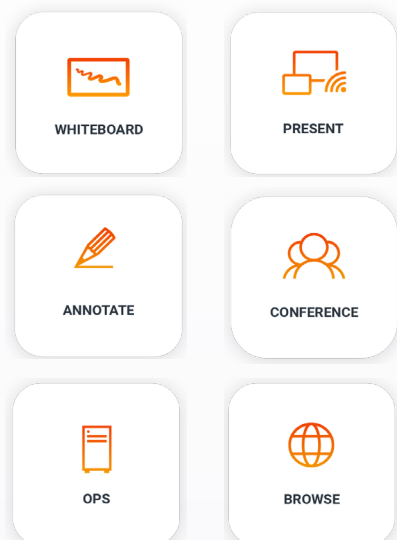 WHITEBOARD
PRESENT
ANNOTATE
CONFERENCE
OPS
BROWSE